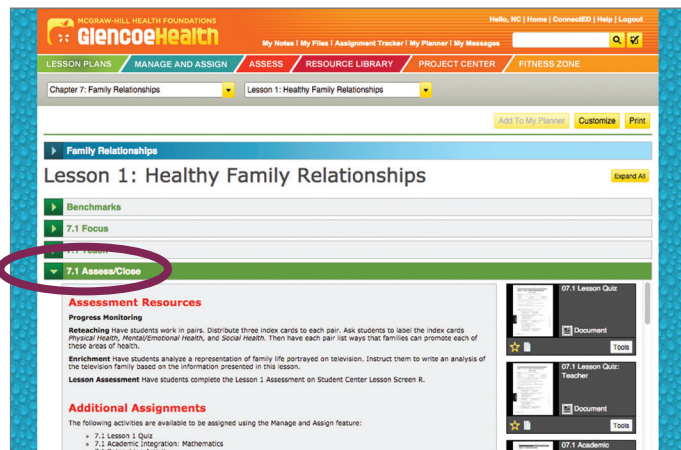 McGRAW-HILL HEALTH FOUNDATIONS
GlencoeHealth
Hello, NC | Home | ConnectED | Help | Logout
My Notes | My Files | Assignment Tracker | My Planner | My Messages
LESSON PLANS MANAGE AND ASSIGN ASSESS RESOURCE LIBRARY PROJECT CENTER FITNESS ZONE
Chapter 7: Family Relationships Lesson 1: Healthy Family Relationships
Add To My Planner Customize Print
Family Relationships
Lesson 1: Healthy Family Relationships
Expand All
Benchmarks
7.1 Focus
7.1 Teach
7.1 Assess/Close
Assessment Resources
Progress Monitoring
Reteaching Have students work in pairs. Distribute three index cards to each pair. Ask students to label the index cards
Physical Health, Mental/Emotional Health, and Social Health. Then have each pair list ways that families can promote each of
these areas of health.
Enrichment Have students analyze a representation of family life portrayed on television. Instruct them to write an analysis of
the television family based on the information presented in this lesson.
Lesson Assessment Have students complete the Lesson 1 Assessment on Student Center Lesson Screen R.
Additional Assignments
The following activities are available to be assigned using the Manage and Assign feature:
7.1 Lesson 1 Quiz
7.1 Academic Integration: Mathematics
07.1 Lesson Quiz
Document
Tools
07.1 Lesson Quiz:
Teacher
Document
Tools
07.1 Academic